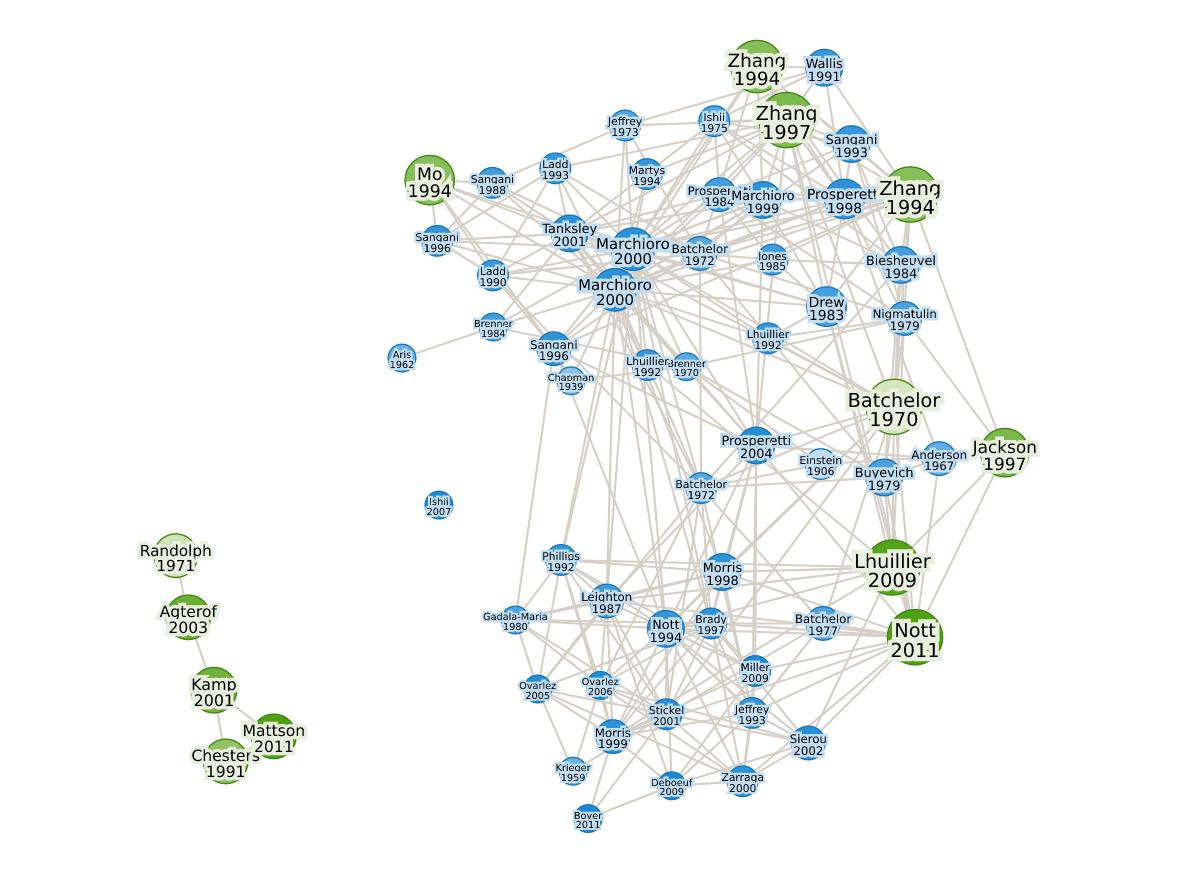 Zhang
1994
Wallis
1991
Zhang
1997
Jeffrey
1973
Ishii
1975
Sangani
1993
Mo
1994
Sangani
1988
Ladd
1993
Martys
1994
Prosperetti
1984
Marchioro
1999
Prosperetti
1998
Zhang
1994
Sangani
1996
Tanksley
2001
Marchioro
2000
Batchelor
1972
Jones
1985
Biesheuvel
1984
Ladd
1990
Marchioro
2000
Drew
1983
Nigmatulin
1979
Brenner
1984
Aris
1962
Sangani
1996
Lhuillier
1992
Chapman
1939
Lhuillier
1992
Brenner
1970
Batchelor
1970
Prosperetti
2004
Einstein
1906
Anderson
1967
Jackson
1997
Buyevich
1979
Batchelor
1972
Ishii
2007
Randolph
1971
Phillips
1992
Morris
1998
Lhuillier
2009
Agterof
2003
Gadala-Maria
1980
Leighton
1987
Nott
1994
Brady
1997
Batchelor
1977
Nott
2011
Kamp
2001
Ovarlez
2005
Ovarlez
2006
Miller
2009
Stickel
2001
Jeffrey
1993
Mattson
2011
Chesters
1991
Morris
1999
Sierou
2002
Krieger
1959
Deboeuf
2009
Zarraga
2000
Boyer
2011